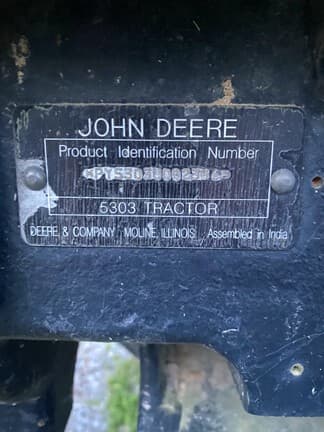 JOHN DEERE
Product Identification Number
5303 TRACTOR
DEERE & COMPANY MOLINE, ILLINOIS Assembled in India